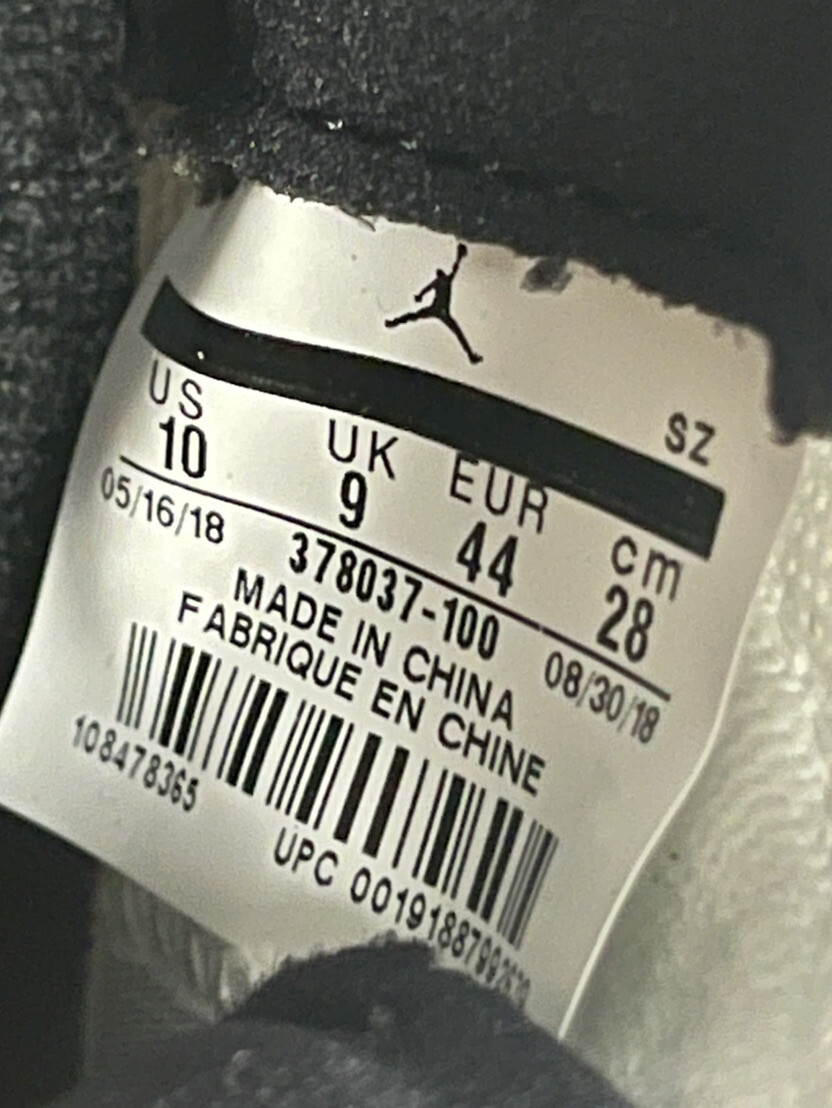 SZ
US UK EUR cm
10 9 44 28
05/16/18 378037-100 08/30/18
MADE IN CHINA
FABRIQUE EN CHINE
108478365
UPC